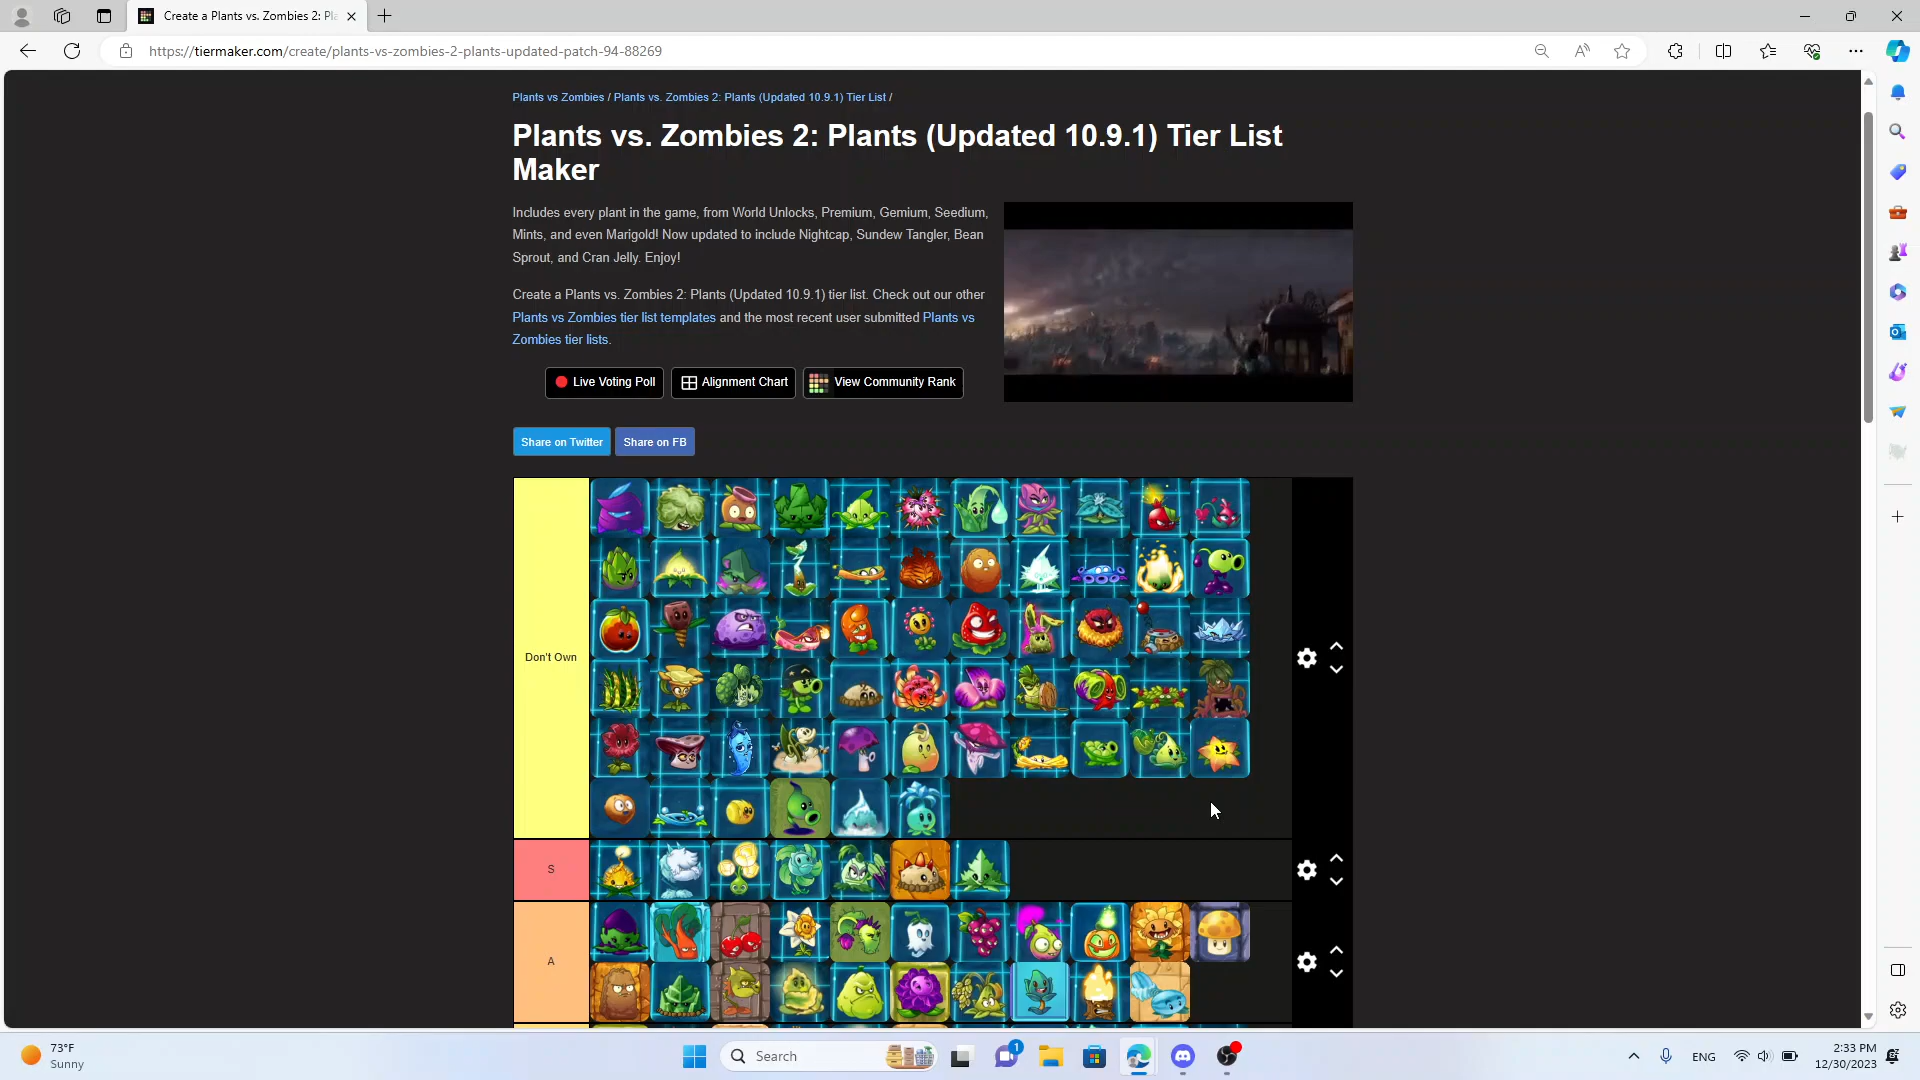 Create a Plants vs. Zombies 2: Pl
https://tiermaker.com/create/plants-vs-zombies-2-plants-updated-patch-94-88269
Plants vs Zombies / Plants vs. Zombies 2: Plants (Updated 10.9.1) Tier List /
Plants vs. Zombies 2: Plants (Updated 10.9.1) Tier List
Maker
Includes every plant in the game, from World Unlocks, Premium, Gemium, Seedium,
Mints, and even Marigold! Now updated to include Nightcap, Sundew Tangler, Bean
Sprout, and Cran Jelly. Enjoy!
Create a Plants vs. Zombies 2: Plants (Updated 10.9.1) tier list. Check out our other
Plants vs Zombies tier list templates and the most recent user submitted Plants vs
Zombies tier lists.
Live Voting Poll
Alignment Chart
View Community Rank
Share on Twitter
Share on FB
Don't Own
S
A
73°F
Sunny
Search
1
ENG
2:33 PM
12/30/2023